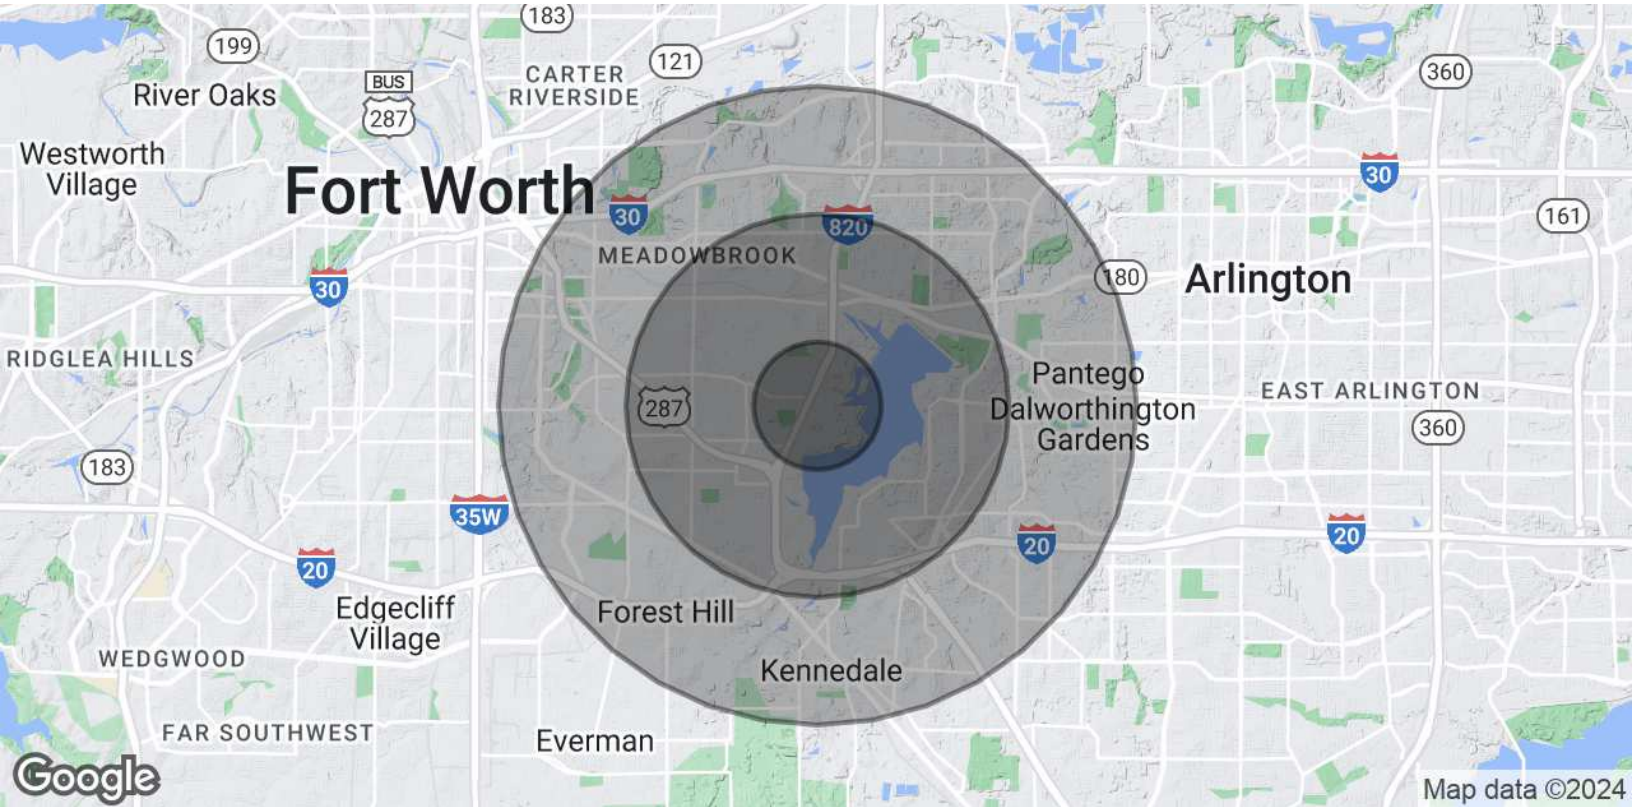 183
199
121
360
CARTER
RIVERSIDE
BUS
287
River Oaks
Westworth
Village
Fort Worth
30
30
161
820
MEADOWBROOK
180
Arlington
30
RIDGLEA HILLS
Pantego
EAST ARLINGTON
287
Dalworthington
Gardens
360
183
35W
20
20
20
Edgecliff
Village
Forest Hill
WEDGWOOD
Kennedale
FAR SOUTHWEST
Everman
Google
Map data ©2024